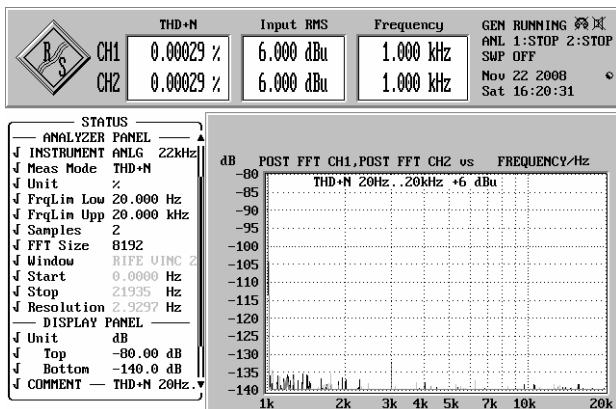 THD+N Input RMS Frequency
R S
CH1 0.00029 % 6.000 dBu 1.000 kHz
CH2 0.00029 % 6.000 dBu 1.000 kHz
GEN RUNNING
ANL 1:STOP 2:STOP
SWP OFF
Nov 22 2008
Sat 16:20:31
STATUS
ANALYZER PANEL
INSTRUMENT ANLG 22kHz
Meas Mode THD+N
Unit %
FrqLim Low 20.000 Hz
FrqLim Upp 20.000 kHz
Samples 2
FFT Size 8192
Window RIFE VINC 2
Start 0.0000 Hz
Stop 21935 Hz
Resolution 2.9297 Hz
DISPLAY PANEL
Unit dB
Top -80.00 dB
Bottom -140.0 dB
COMMENT — THD+N 20Hz.
dB POST FFT CH1,POST FFT CH2 vs FREQUENCY/Hz
THD+N 20Hz..20kHz +6 dBu
-80
-85
-90
-95
-100
-105
-110
-115
-120
-125
-130
-135
-140
1k 2k 3k 4k 5k 7k 10k 20k